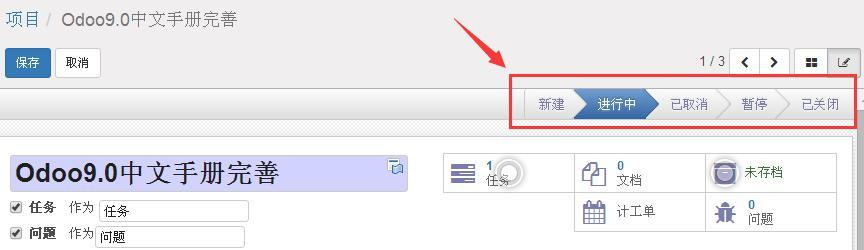 项目 / Odoo9.0中文手册完善
保存 取消 1 / 3
新建 进行中 已取消 暂停 已关闭
Odoo9.0中文手册完善
1 任务 0 文档 未存档
任务 作为 任务 计工单 0 问题
问题 作为 问题